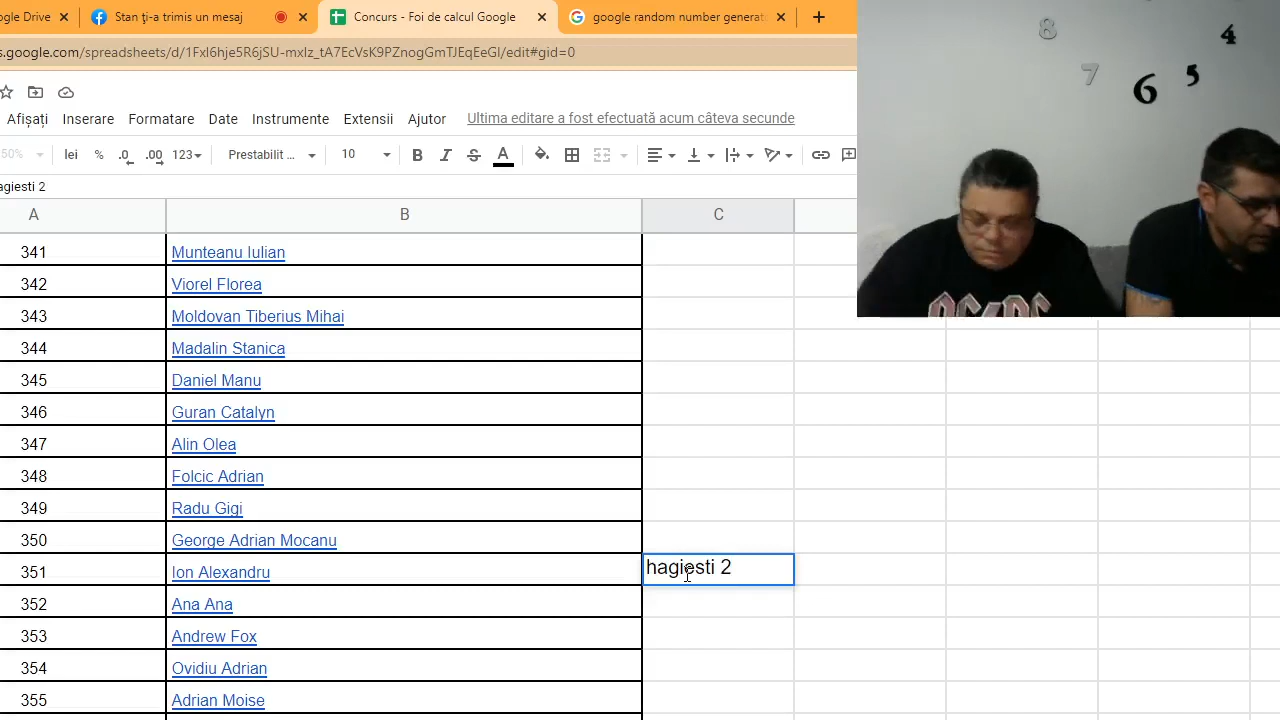 ogle Drive
Stan ţi-a trimis un mesaj
Concurs - Foi de calcul Google
google random number generat
s.google.com/spreadsheets/d/1Fxl6hje5R6jSU-mxlz_tA7EcVsK9PZnogGmTJEqEeGI/edit#gid=0
Afișați Inserare Formatare Date Instrumente Extensii Ajutor Ultima editare a fost efectuată acum câteva secunde
50% lei % .0 .00 123 Prestabilit ... 10 B I S A
agiesti 2
A B C
341 Munteanu Iulian
342 Viorel Florea
343 Moldovan Tiberius Mihai
344 Madalin Stanica
345 Daniel Manu
346 Guran Catalyn
347 Alin Olea
348 Folcic Adrian
349 Radu Gigi
350 George Adrian Mocanu
351 Ion Alexandru hagiesti 2
352 Ana Ana
353 Andrew Fox
354 Ovidiu Adrian
355 Adrian Moise
8 4
7 6 5
AC/DC